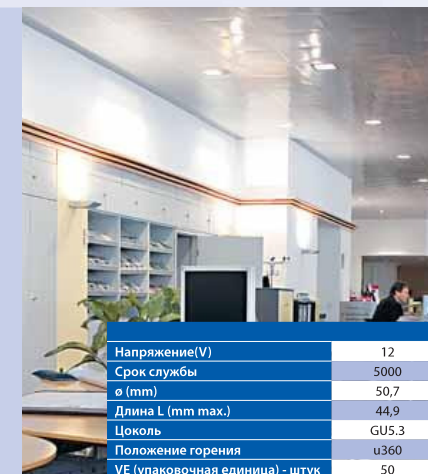 Напряжение(V) 12
Срок службы 5000
ø (mm) 50,7
Длина L (mm max.) 44,9
Цоколь GU5.3
Положение горения u360
VE (упаковочная единица) - штук 50